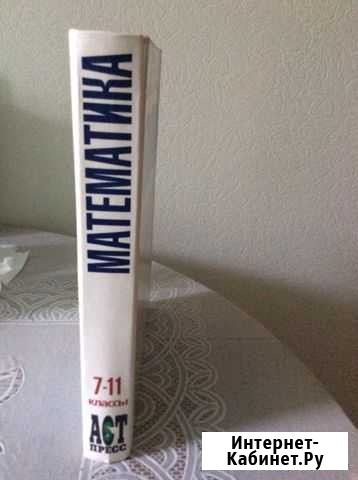 МАТЕМАТИКА
7-11
классы
АСТ
ПРЕСС
Интернет-
Кабинет.Ру